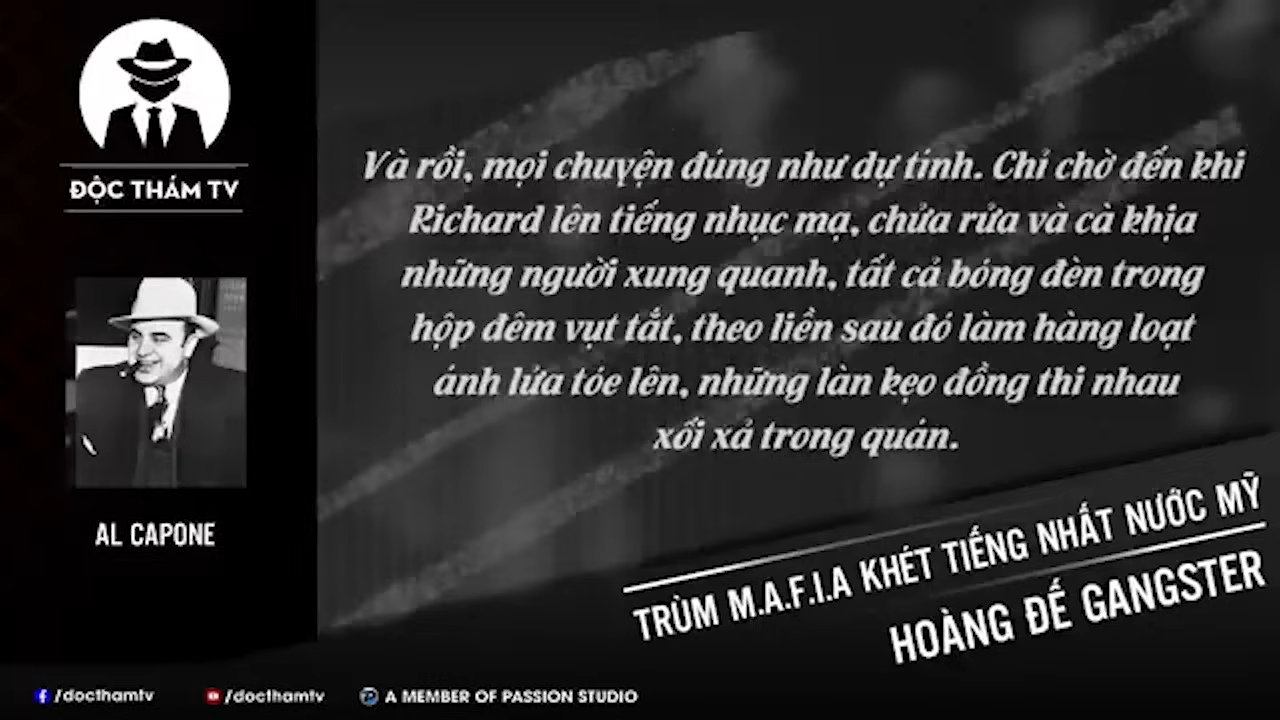 ĐỘC THÁM TV
AL CAPONE
Và rồi, mọi chuyện đúng như dự tính. Chỉ chờ đến khi
Richard lên tiếng nhục mạ, chửa rửa và cà khịa
những người xung quanh, tất cả bóng đèn trong
hộp đêm vụt tắt, theo liền sau đó làm hàng loạt
ánh lửa tóe lên, những làn kẹo đồng thi nhau
xối xả trong quán.
TRÙM M.A.F.I.A KHÉT TIẾNG NHẤT NƯỚC MỸ
HOÀNG ĐẾ GANGSTER
/docthamtv
/docthamtv
A MEMBER OF PASSION STUDIO